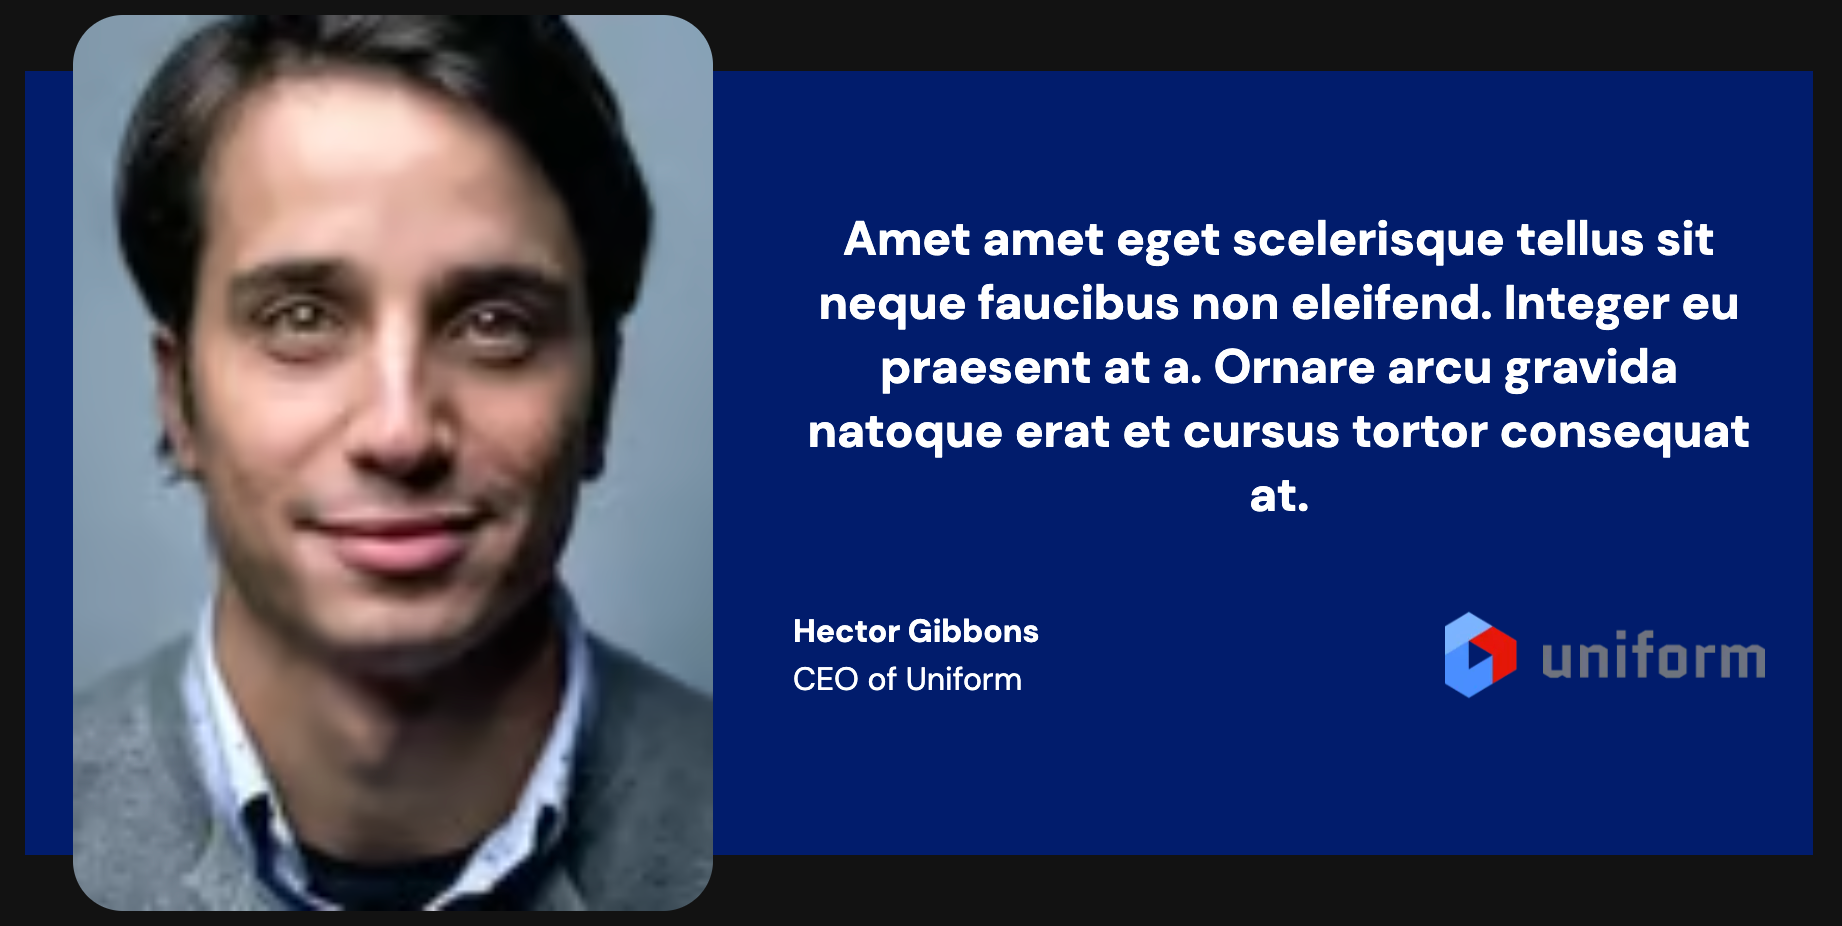 Amet amet eget scelerisque tellus sit
neque faucibus non eleifend. Integer eu
praesent at a. Ornare arcu gravida
natoque erat et cursus tortor consequat
at.
Hector Gibbons
CEO of Uniform
uniform